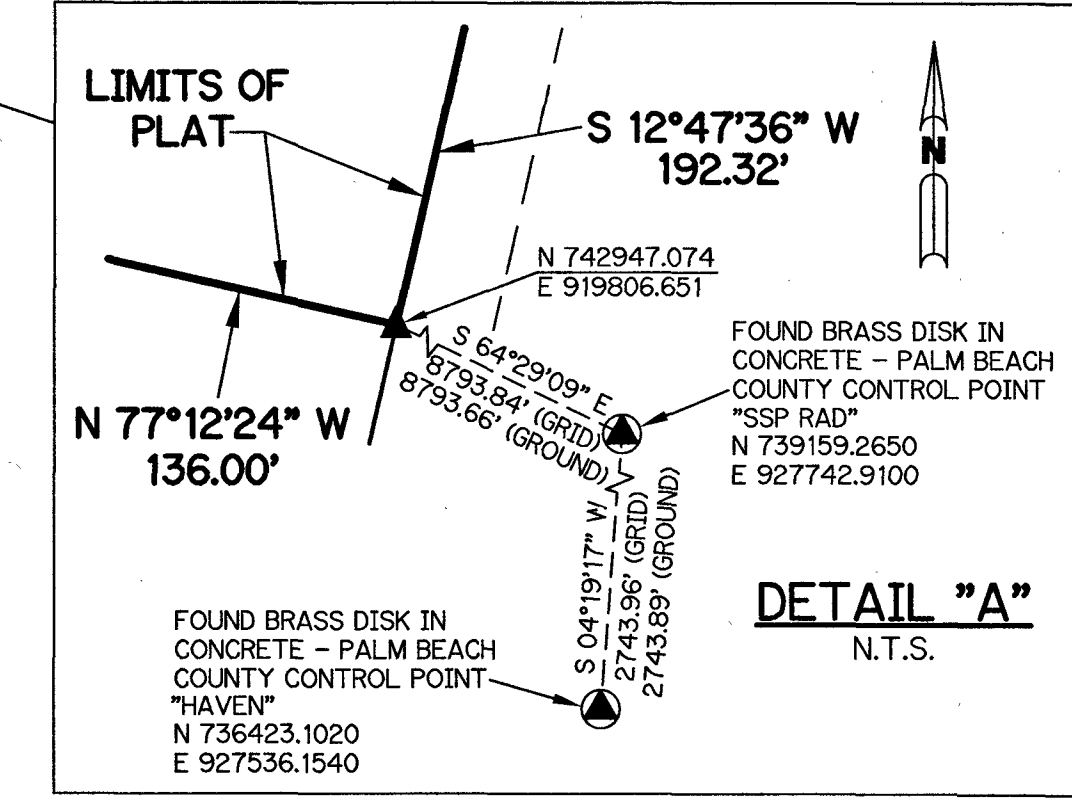 LIMITS OF
PLAT
S 12°47'36" W
192.32'
N
N 742947.074
E 919806.651
S 64°29'09" E
8793.84' (GRID)
8793.66' (GROUND)
FOUND BRASS DISK IN
CONCRETE – PALM BEACH
COUNTY CONTROL POINT
"SSP RAD"
N 739159.2650
E 927742.9100
N 77°12'24" W
136.00'
S 04°19'17" W
2743.96' (GRID)
2743.89' (GROUND)
DETAIL "A"
N.T.S.
FOUND BRASS DISK IN
CONCRETE – PALM BEACH
COUNTY CONTROL POINT
"HAVEN"
N 736423.1020
E 927536.1540